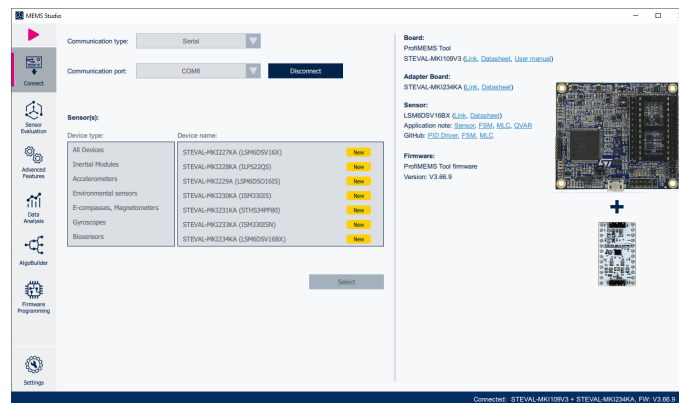 MEMS Studio
Communication type:
Serial
Communication port:
COM6
Disconnect
Sensor(s):
Device type:
Device name:
All Devices
Inertial Modules
Accelerometers
Environmental sensors
E-compasses, Magnetometers
Gyroscopes
Biosensors
STEVAL-MKI227KA (LSM6DSV16X) New
STEVAL-MKI228KA (ILPS22QS) New
STEVAL-MKI229A (LSM6DSO16IS) New
STEVAL-MKI230KA (ISM330IS) New
STEVAL-MKI231KA (STHS34PF80) New
STEVAL-MKI233KA (ISM330ISN) New
STEVAL-MKI234KA (LSM6DSV16BX) New
Select
Connect
Sensor
Evaluation
Advanced
Features
Data
Analysis
AlgoBuilder
Firmware
Programming
Settings
Board:
ProfiMEMS Tool
STEVAL-MKI109V3 (Link, Datasheet, User manual)
Adapter Board:
STEVAL-MKI234KA (Link, Datasheet)
Sensor:
LSM6DSV16BX (Link, Datasheet)
Application note: Sensor, FSM, MLC, QVAR
GitHub: PID Driver, FSM, MLC
Firmware:
ProfiMEMS Tool firmware
Version: V3.66.9
Connected: STEVAL-MKI109V3 + STEVAL-MKI234KA, FW: V3.66.9